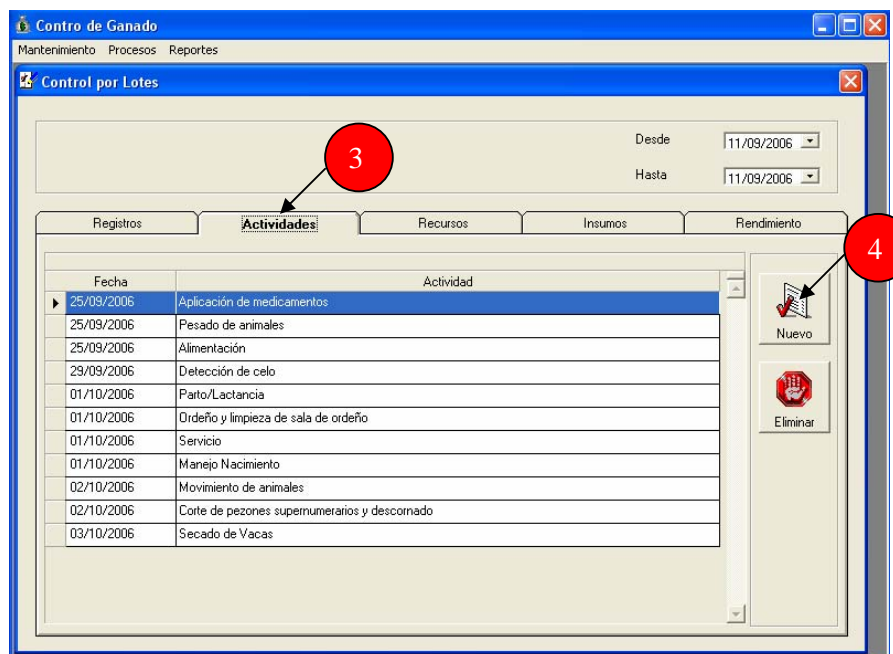 Contro de Ganado
Mantenimiento Procesos Reportes
Control por Lotes
Desde 11/09/2006
3
Hasta 11/09/2006
Registros Actividades Recursos Insumos Rendimiento
4
Fecha Actividad
25/09/2006 Aplicación de medicamentos
25/09/2006 Pesado de animales
Nuevo
25/09/2006 Alimentación
29/09/2006 Detección de celo
01/10/2006 Parto/Lactancia
01/10/2006 Ordeño y limpieza de sala de ordeño
Eliminar
01/10/2006 Servicio
01/10/2006 Manejo Nacimiento
02/10/2006 Movimiento de animales
02/10/2006 Corte de pezones supernumerarios y descornado
03/10/2006 Secado de Vacas